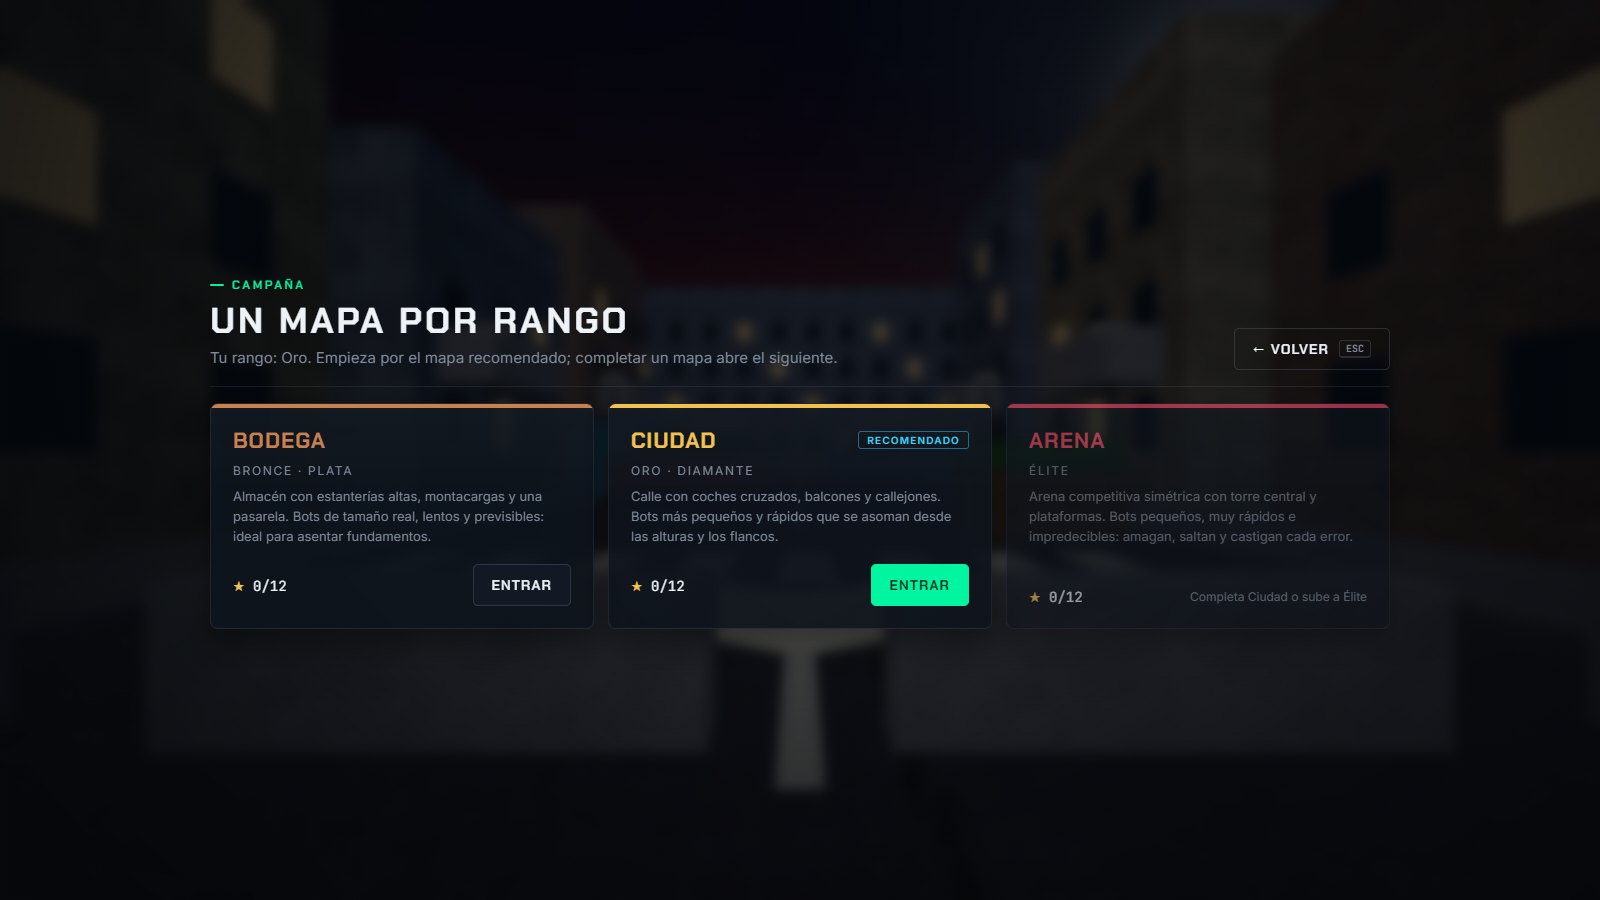 — CAMPAÑA
UN MAPA POR RANGO
Tu rango: Oro. Empieza por el mapa recomendado; completar un mapa abre el siguiente.
← VOLVER ESC
BODEGA
BRONCE · PLATA
Almacén con estanterías altas, montacargas y una
pasarela. Bots de tamaño real, lentos y previsibles:
ideal para asentar fundamentos.
★ 0/12
ENTRAR
CIUDAD
RECOMENDADO
ORO · DIAMANTE
Calle con coches cruzados, balcones y callejones.
Bots más pequeños y rápidos que se asoman desde
las alturas y los flancos.
★ 0/12
ENTRAR
ARENA
ÉLITE
Arena competitiva simétrica con torre central y
plataformas. Bots pequeños, muy rápidos e
impredecibles: amagan, saltan y castigan cada error.
★ 0/12
Completa Ciudad o sube a Élite